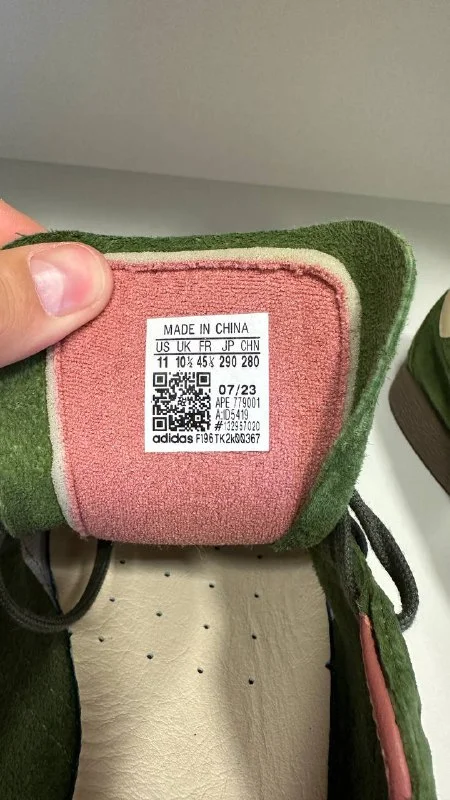 MADE IN CHINA
US UK FR JP CHN
11 10½ 45⅓ 290 280
07/23
APE 779001
A:ID5419
#132957020
adidas F196TK2k00367